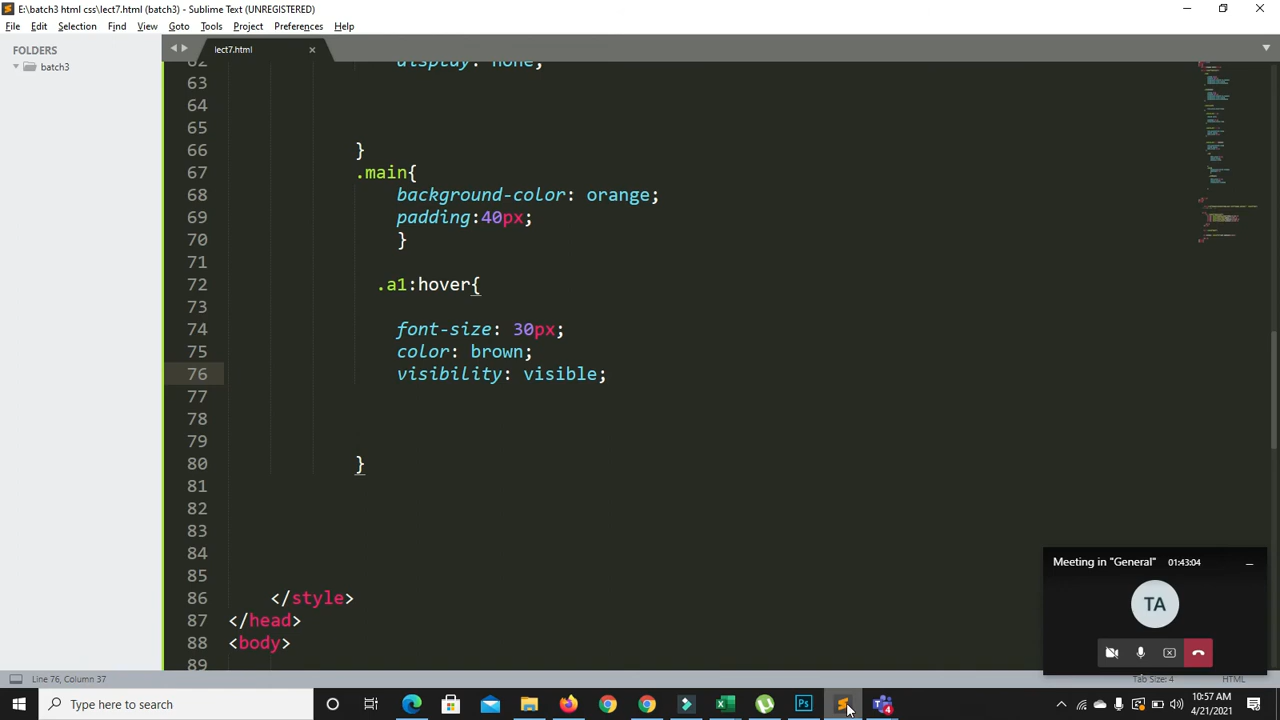 E:\batch3 html css\lect7.html (batch3) - Sublime Text (UNREGISTERED)
File Edit Selection Find View Goto Tools Project Preferences Help
FOLDERS
batch3
lect7.html
62 display: none;
63
64
65
66 }
67 .main{
68 background-color: orange;
69 padding:40px;
70 }
71
72 .a1:hover{
73
74 font-size: 30px;
75 color: brown;
76 visibility: visible;
77
78
79
80 }
81
82
83
84
85
86 </style>
87 </head>
88 <body>
89
Meeting in "General" 01:43:04
TA
Line 76, Column 37
Tab Size: 4
HTML
Type here to search
Ps
4
10:57 AM
4/21/2021